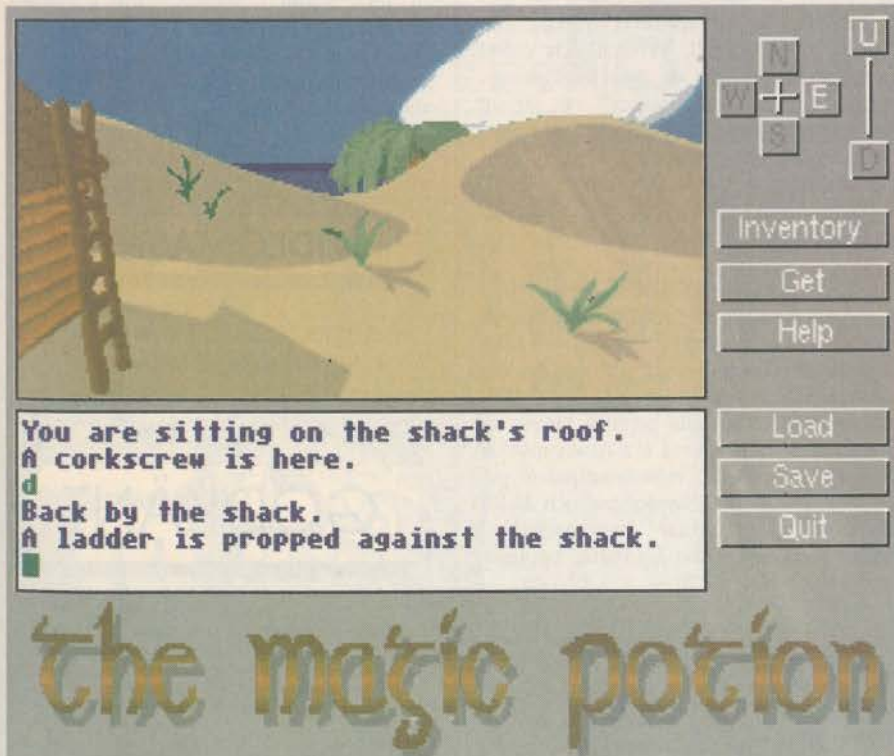 U
N
W E
S
D
Inventory
Get
Help
Load
Save
Quit
You are sitting on the shack's roof.
A corkscrew is here.
d
Back by the shack.
A ladder is propped against the shack.
the magic potion